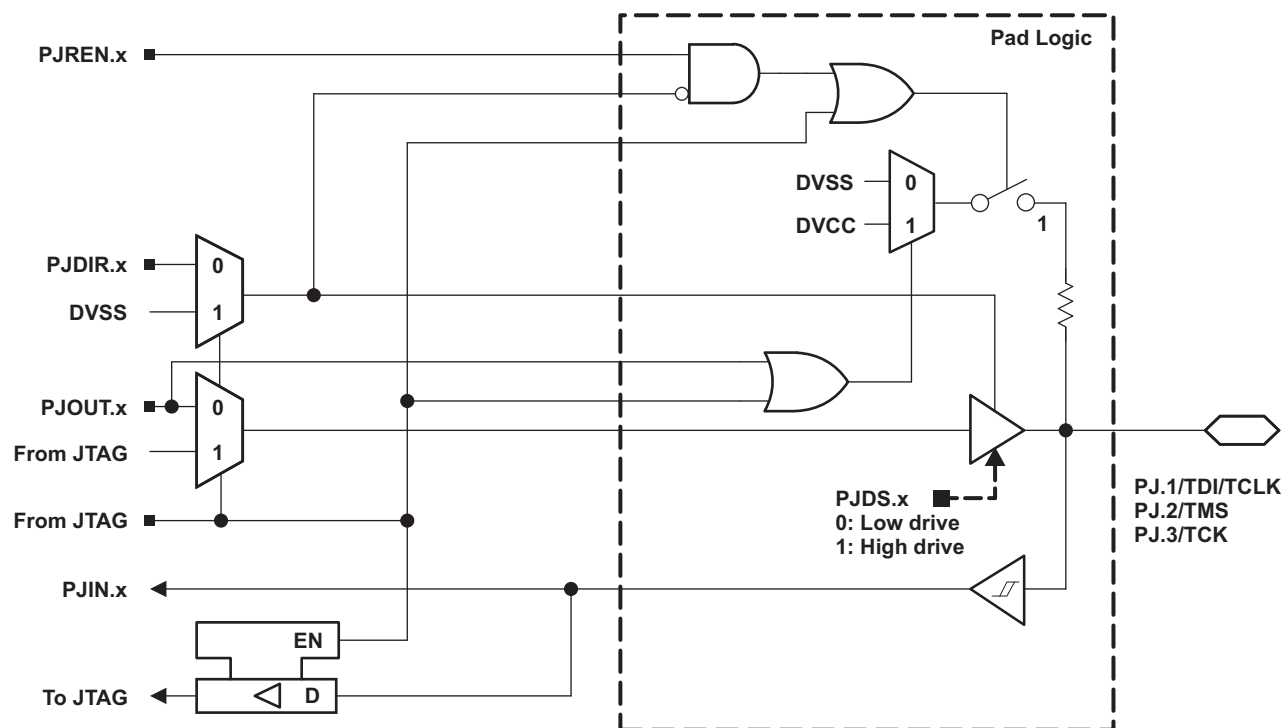 Pad Logic
PJREN.x
DVSS
0
DVCC
1
1
PJDIR.x
0
DVSS
1
PJOUT.x
0
From JTAG
1
From JTAG
PJDS.x
0: Low drive
1: High drive
PJ.1/TDI/TCLK
PJ.2/TMS
PJ.3/TCK
PJIN.x
EN
To JTAG
D